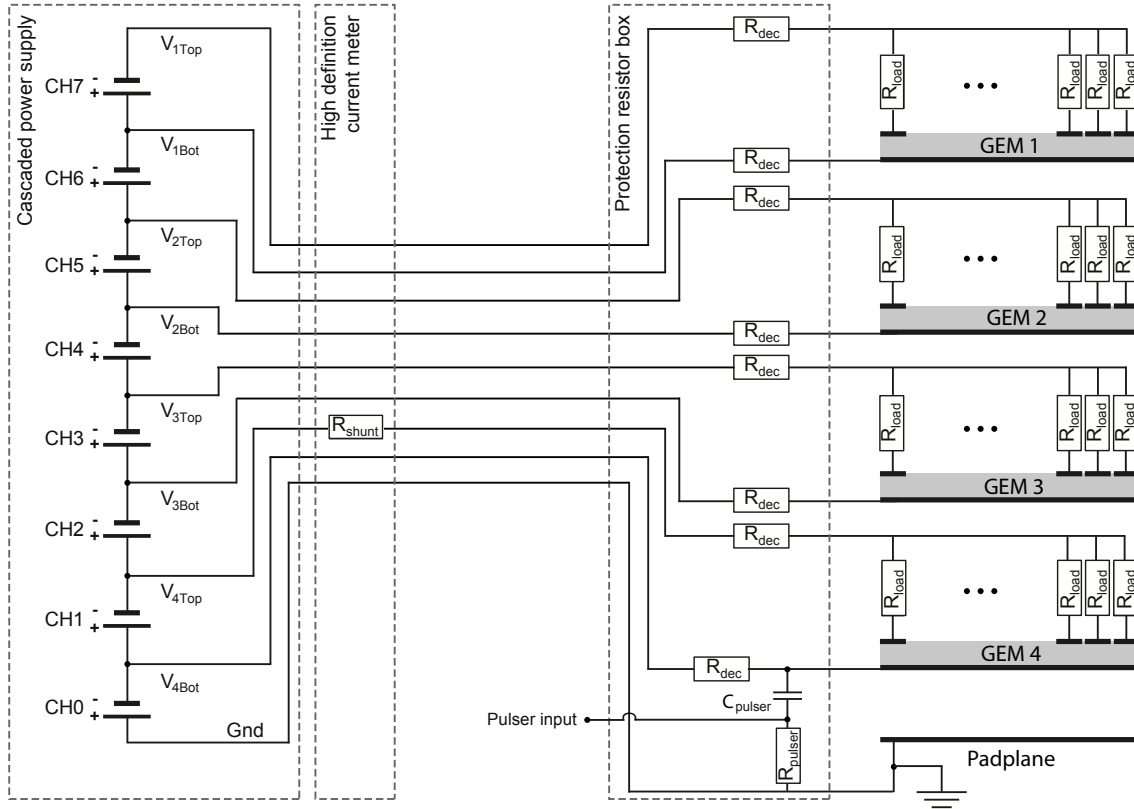 Cascaded power supply
High definition
current meter
Protection resistor box
CH7
- +
V1Top
CH6
- +
V1Bot
CH5
- +
V2Top
CH4
- +
V2Bot
CH3
- +
V3Top
CH2
- +
V3Bot
CH1
- +
V4Top
CH0
- +
V4Bot
Gnd
Rshunt
Rdec
Rload ... Rload Rload Rload
GEM 1
Rdec
Rdec
Rload ... Rload Rload Rload
GEM 2
Rdec
Rdec
Rload ... Rload Rload Rload
GEM 3
Rdec
Rdec
Rload ... Rload Rload Rload
GEM 4
Rdec
Cpulser
Pulser input
Rpulser
Padplane